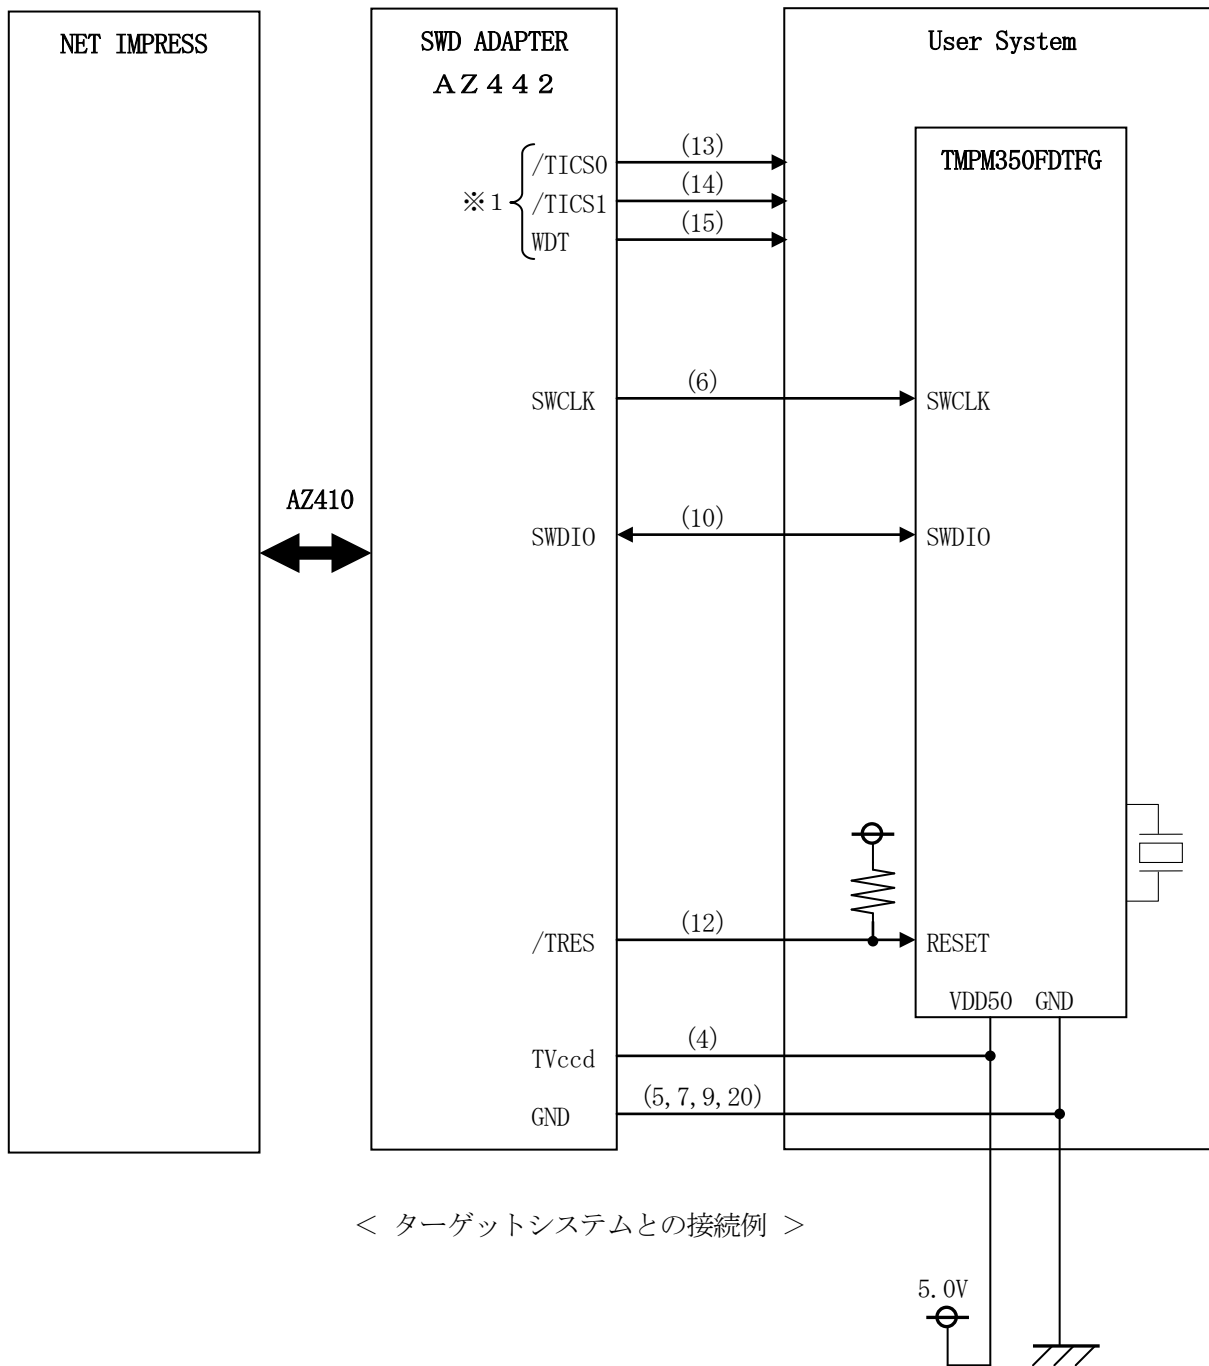 NET IMPRESS
SWD ADAPTER
ＡＺ４４２
User System
TMPM350FDTFG
※１
/TICS0
(13)
/TICS1
(14)
WDT
(15)
SWCLK
(6)
SWCLK
AZ410
SWDIO
(10)
SWDIO
/TRES
(12)
RESET
VDD50
GND
TVccd
(4)
GND
(5,7,9,20)
＜ ターゲットシステムとの接続例 ＞
5.0V